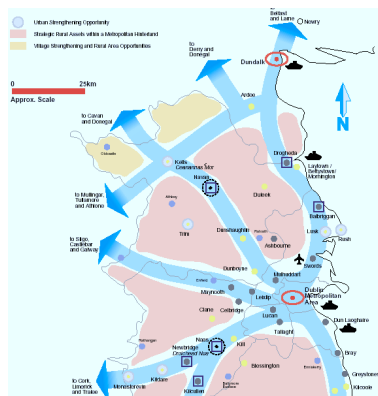 Urban Strengthening Opportunity
Strategic Rural Assets within a Metropolitan Hinterland
Village Strengthening and Rural Area Opportunities
0
25km
Approx. Scale
to
Belfast
and Larne
Newry
to
Derry and
Donegal
Dundalk
N
Ardee
to Cavan
and Donegal
Drogheda
Kells
Ceanannas Mor
Laytown /
Bettystown/
Mornington
Navan
to Mullingar,
Tullamore
and Athlone
Athboy
Duleek
Balbriggan
Trim
Lusk
Rush
Dunshaughlin
Ashbourne
to Sligo,
Castlebar
and Galway
Swords
Dunboyne
Mulhaddart
Maynooth
Leixlip
Dublin
Metropolitan
Area
Clane
Celbridge
Lucan
Dun Laoghaire
Tallaght
Naas
Kill
Newbridge
Droichead Nua
Bray
Blessington
Greystones
Kildare
Monasterevin
Kilcullen
Kilcoole
to Cork,
Limerick
and Tralee